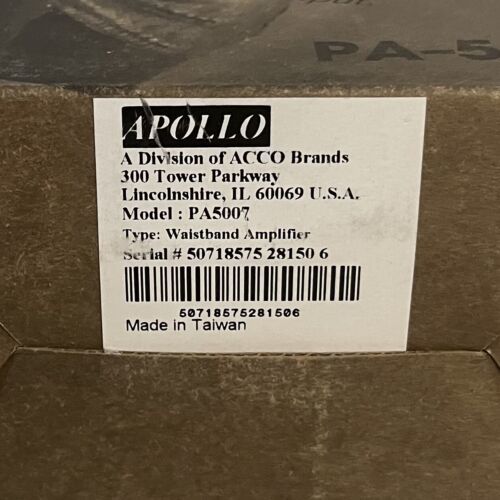 PA-5
APOLLO
A Division of ACCO Brands
300 Tower Parkway
Lincolnshire, IL 60069 U.S.A.
Model : PA5007
Type: Waistband Amplifier
Serial # 50718575 28150 6
50718575281506
Made in Taiwan